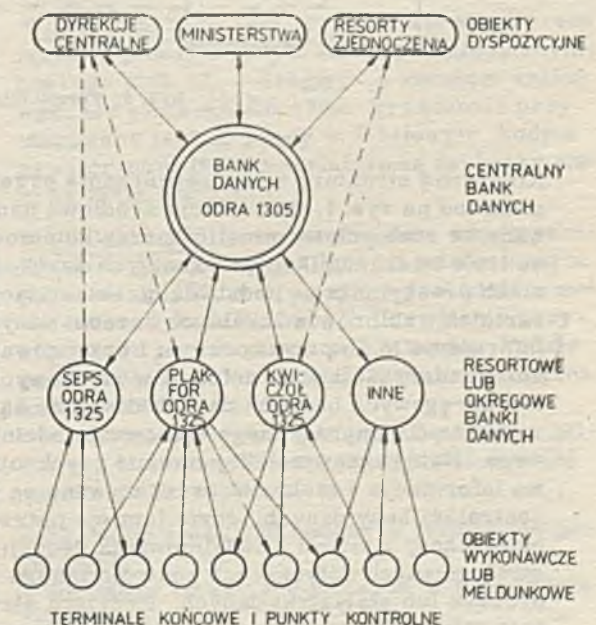 DYREKCJE
CENTRALNE
MINISTERSTWA
RESORTY
ZJEDNOCZENIA
OBIEKTY
DYSPOZYCYJNE
BANK
DANYCH
ODRA 1305
CENTRALNY
BANK
DANYCH
SEPS
ODRA
1325
PLAK-
FOR
ODRA
1325
KWI-
CZOŁ
ODRA
1325
INNE
RESORTOWE
LUB
OKRĘGOWE
BANKI
DANYCH
OBIEKTY
WYKONAWCZE
LUB
MELDUNKOWE
TERMINALE KOŃCOWE I PUNKTY KONTROLNE